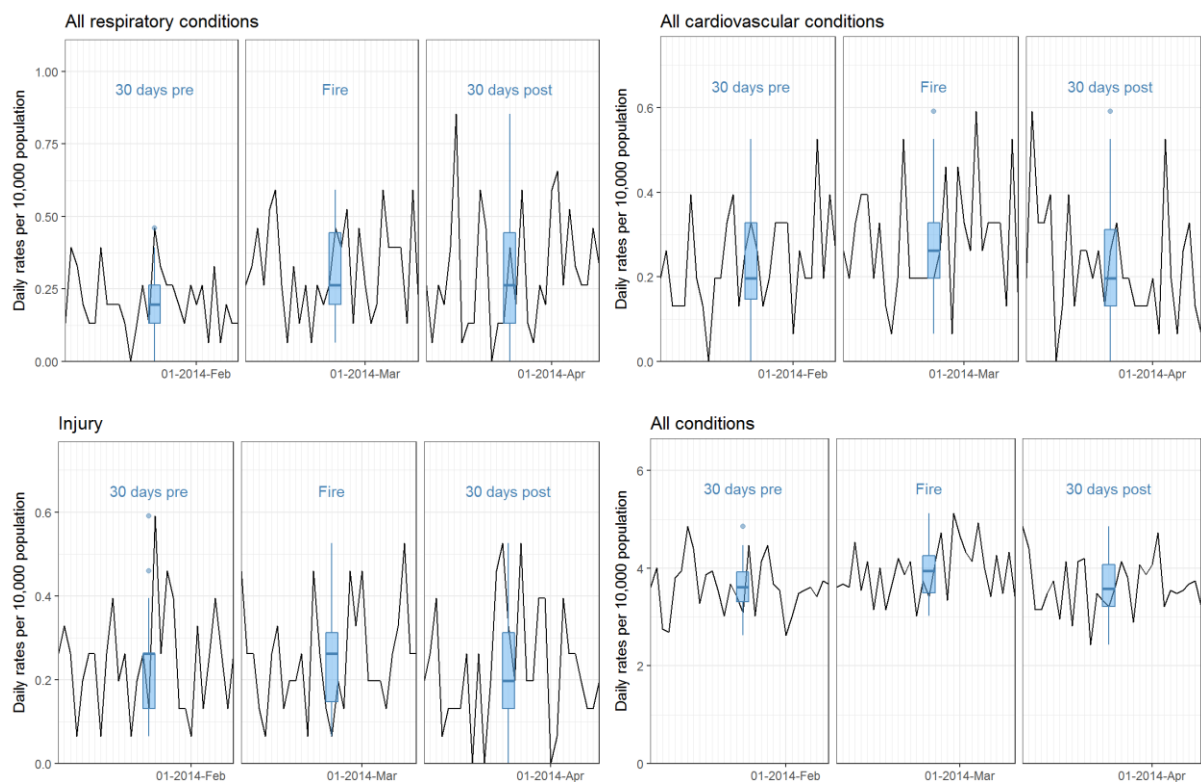 All respiratory conditions
Daily rates per 10,000 population
1.00
0.75
0.50
0.25
0.00
30 days pre
Fire
30 days post
01-2014-Feb
01-2014-Mar
01-2014-Apr
All cardiovascular conditions
Daily rates per 10,000 population
0.6
0.4
0.2
0.0
30 days pre
Fire
30 days post
01-2014-Feb
01-2014-Mar
01-2014-Apr
Injury
Daily rates per 10,000 population
0.6
0.4
0.2
0.0
30 days pre
Fire
30 days post
01-2014-Feb
01-2014-Mar
01-2014-Apr
All conditions
Daily rates per 10,000 population
6
4
2
0
30 days pre
Fire
30 days post
01-2014-Feb
01-2014-Mar
01-2014-Apr